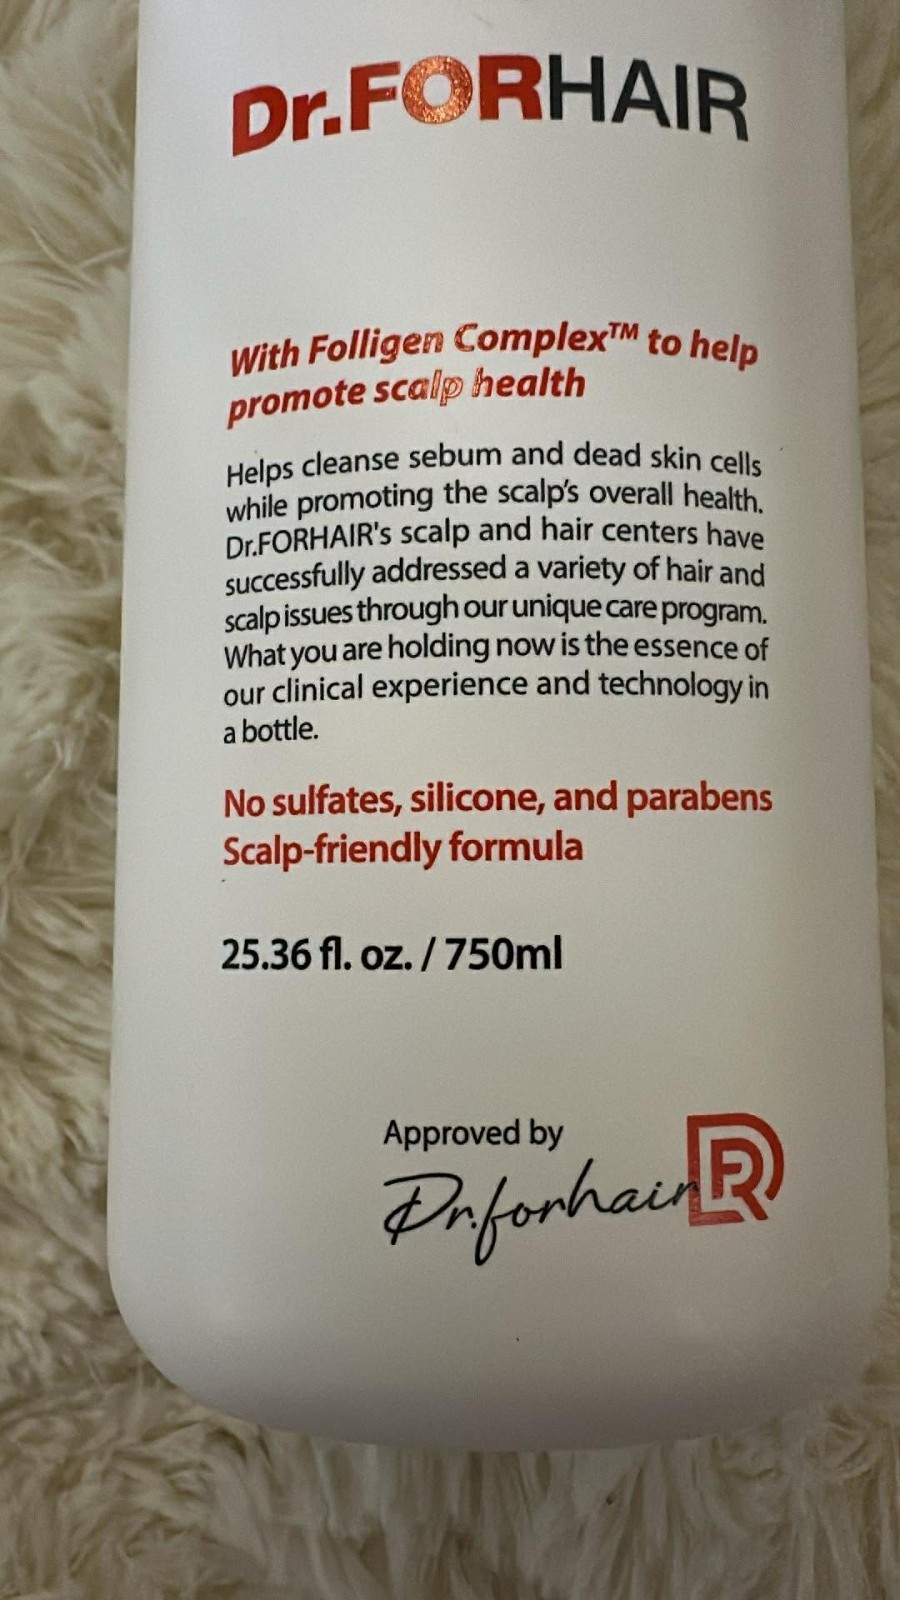 Dr.FORHAIR
With Folligen Complex™ to help
promote scalp health
Helps cleanse sebum and dead skin cells
while promoting the scalp's overall health.
Dr.FORHAIR's scalp and hair centers have
successfully addressed a variety of hair and
scalp issues through our unique care program.
What you are holding now is the essence of
our clinical experience and technology in
a bottle.
No sulfates, silicone, and parabens
Scalp-friendly formula
25.36 fl. oz. / 750ml
Approved by
Dr.forhair